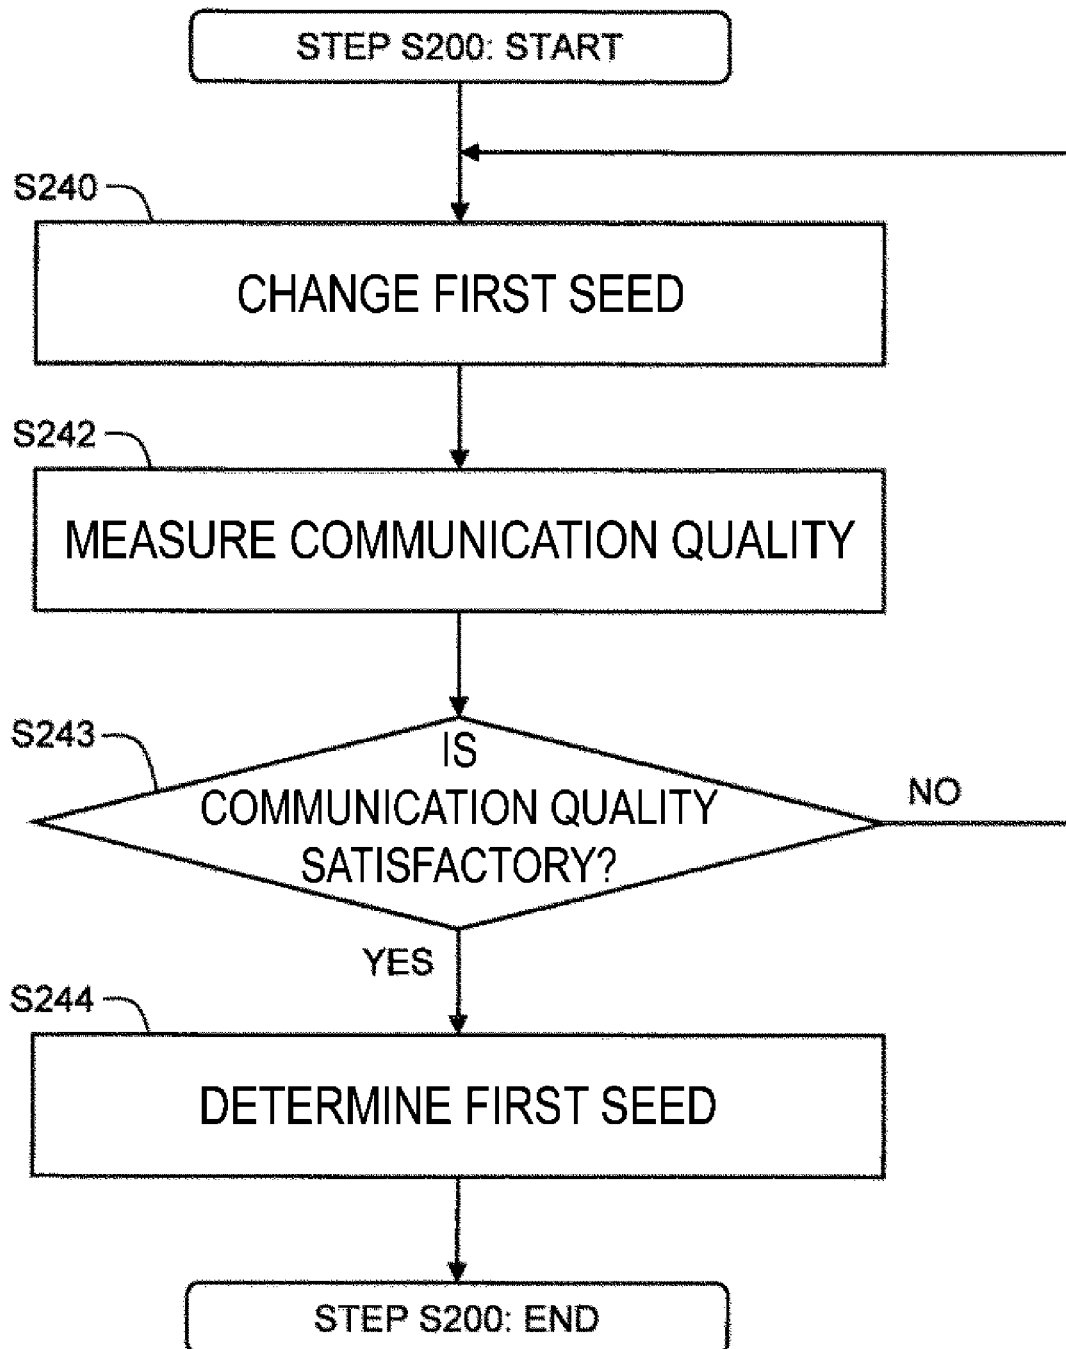 STEP S200: START
S240
CHANGE FIRST SEED
S242
MEASURE COMMUNICATION QUALITY
S243
IS
COMMUNICATION QUALITY
SATISFACTORY?
NO
YES
S244
DETERMINE FIRST SEED
STEP S200: END